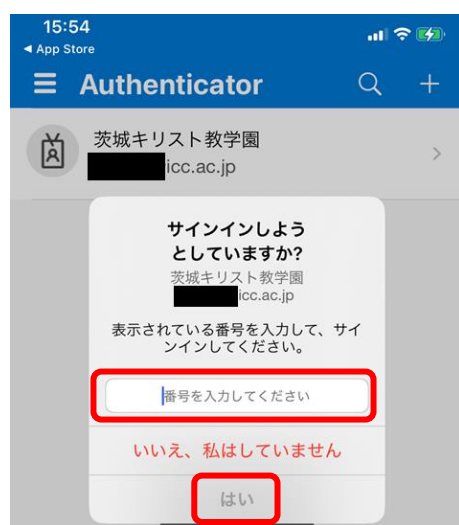 15:54
◀ App Store
Authenticator
茨城キリスト教学園
icc.ac.jp
サインインしよう
としていますか?
茨城キリスト教学園
icc.ac.jp
表示されている番号を入力して、サイ
ンインしてください。
番号を入力してください
いいえ、私はしていません
はい